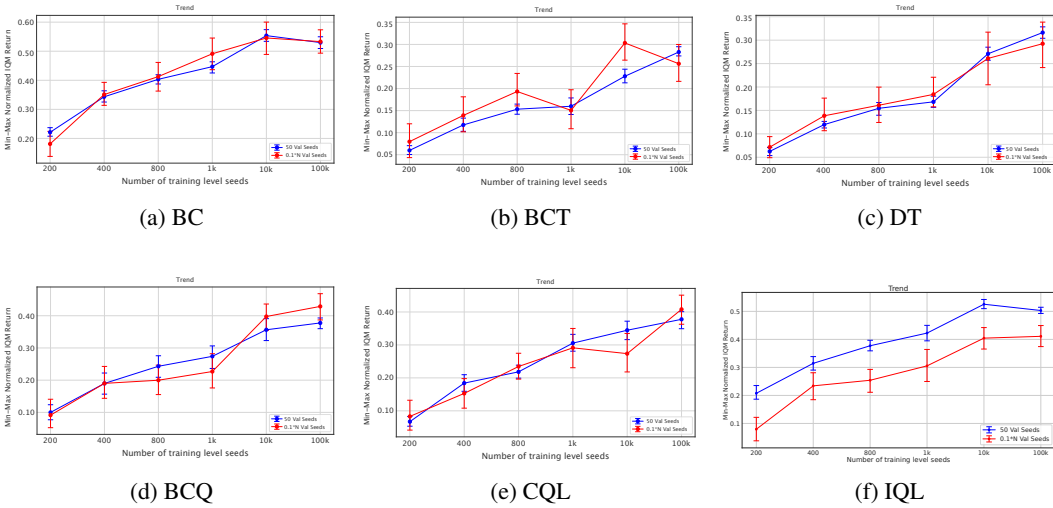 Trend
Min−Max Normalized IQM Return
0.60
0.50
0.40
0.30
0.20
50 Val Seeds
0.1*N Val Seeds
200 400 800 1k 10k 100k
Number of training level seeds
(a) BC
Trend
Min−Max Normalized IQM Return
0.35
0.30
0.25
0.20
0.15
0.10
0.05
50 Val Seeds
0.1*N Val Seeds
200 400 800 1k 10k 100k
Number of training level seeds
(b) BCT
Trend
Min−Max Normalized IQM Return
0.35
0.30
0.25
0.20
0.15
0.10
0.05
50 Val Seeds
0.1*N Val Seeds
200 400 800 1k 10k 100k
Number of training level seeds
(c) DT
Trend
Min−Max Normalized IQM Return
0.40
0.30
0.20
0.10
50 Val Seeds
0.1*N Val Seeds
200 400 800 1k 10k 100k
Number of training level seeds
(d) BCQ
Trend
Min−Max Normalized IQM Return
0.40
0.30
0.20
0.10
50 Val Seeds
0.1*N Val Seeds
200 400 800 1k 10k 100k
Number of training level seeds
(e) CQL
Trend
Min-Max Normalized IQM Return
0.5
0.4
0.3
0.2
0.1
50 Val Seeds
0.1*N Val Seeds
200 400 800 1k 10k 100k
Number of training level seeds
(f) IQL